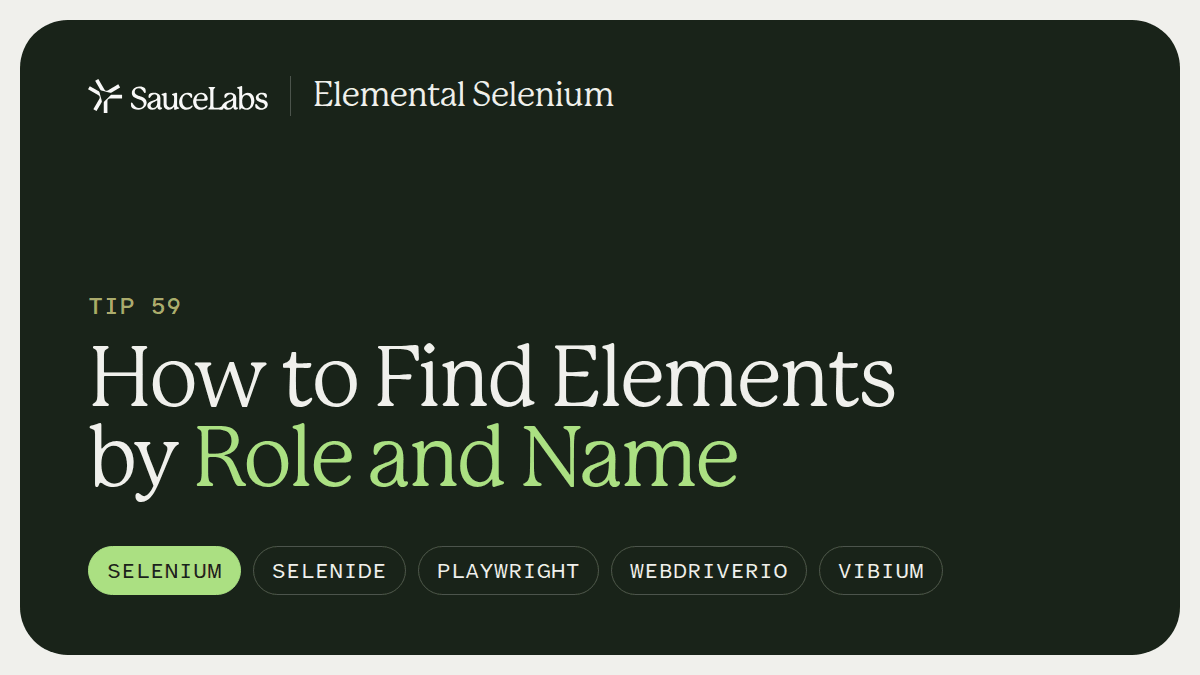 SauceLabs
Elemental Selenium
TIP 59
How to Find Elements
by Role and Name
SELENIUM
SELENIDE
PLAYWRIGHT
WEBDRIVERIO
VIBIUM